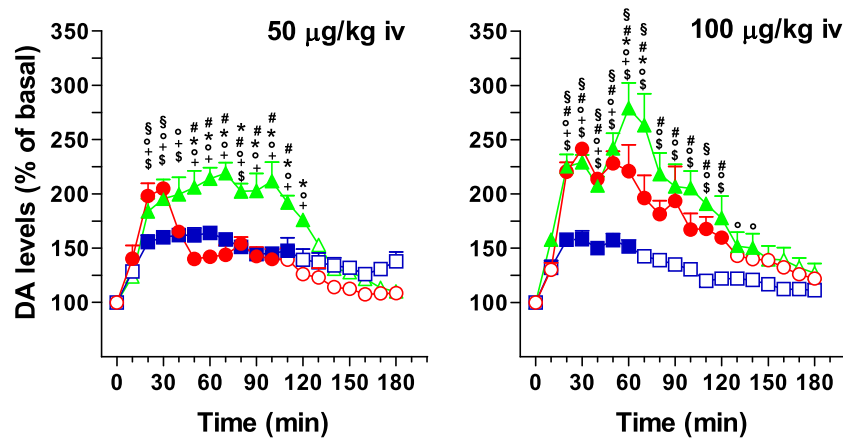 50 µg/kg iv
DA levels (% of basal)
350
300
250
200
150
100
§ o + $
§ o + $
o + $
# * o +
# * o +
# * o +
* # o + $
# * o +
# * o +
# * o +
* o +
0 30 60 90 120 150 180
Time (min)
100 µg/kg iv
350
300
250
200
150
100
§ # o + $
§ # o + $
§ # o + $
§ # o + $
§ # * o + $
§ # * o $
# o $
# o $
# o $
§ # o $
# o $
o
o
0 30 60 90 120 150 180
Time (min)